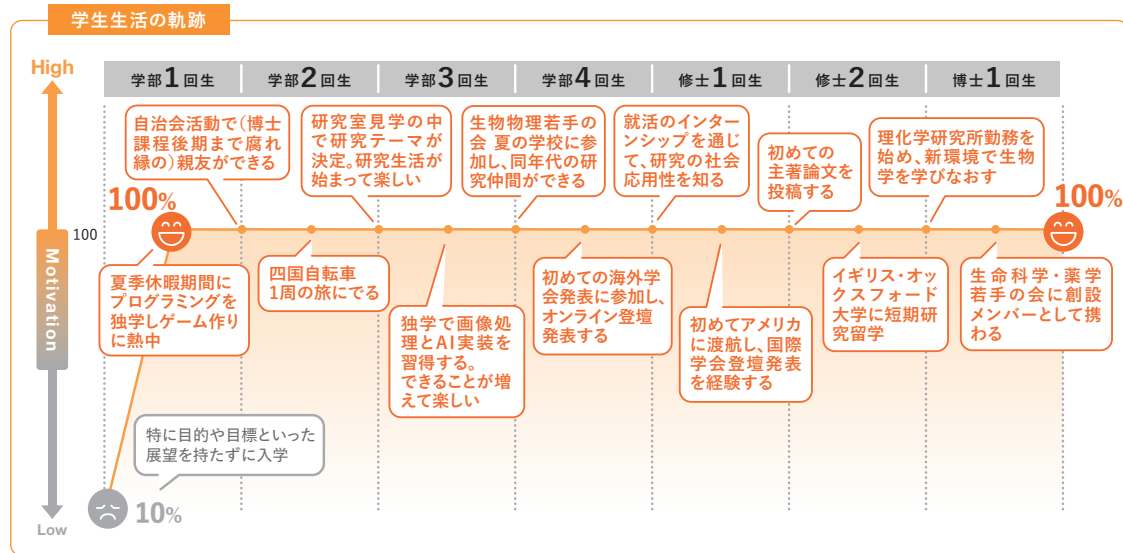 学生生活の軌跡
High
学部1回生
学部2回生
学部3回生
学部4回生
修士1回生
修士2回生
博士1回生
自治会活動で(博士
課程後期まで腐れ
縁の)親友ができる
研究室見学の中
で研究テーマが
決定。研究生活が
始まって楽しい
生物物理若手の
会 夏の学校に参
加し、同年代の研
究仲間ができる
就活のインター
ンシップを通じ
て、研究の社会
応用性を知る
初めての
主著論文を
投稿する
理化学研究所勤務を
始め、新環境で生物
学を学びなおす
100%
100%
100
Motivation
夏季休暇期間に
プログラミングを
独学しゲーム作り
に熱中
四国自転車
1周の旅にでる
独学で画像処
理とAI実装を
習得する。
できることが増
えて楽しい
初めての海外学
会発表に参加し、
オンライン登壇
発表する
初めてアメリカ
に渡航し、国際
学会登壇発表
を経験する
イギリス・オッ
クスフォード
大学に短期研
究留学
生命科学・薬学
若手の会に創設
メンバーとして携
わる
特に目的や目標といった
展望を持たずに入学
10%
Low